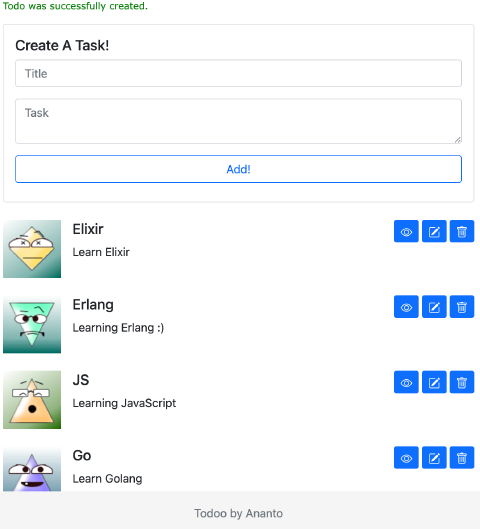 Todo was successfully created.
Create A Task!
Title
Task
Add!
Elixir
Learn Elixir
Erlang
Learning Erlang :)
JS
Learning JavaScript
Go
Learn Golang
Todoo by Ananto